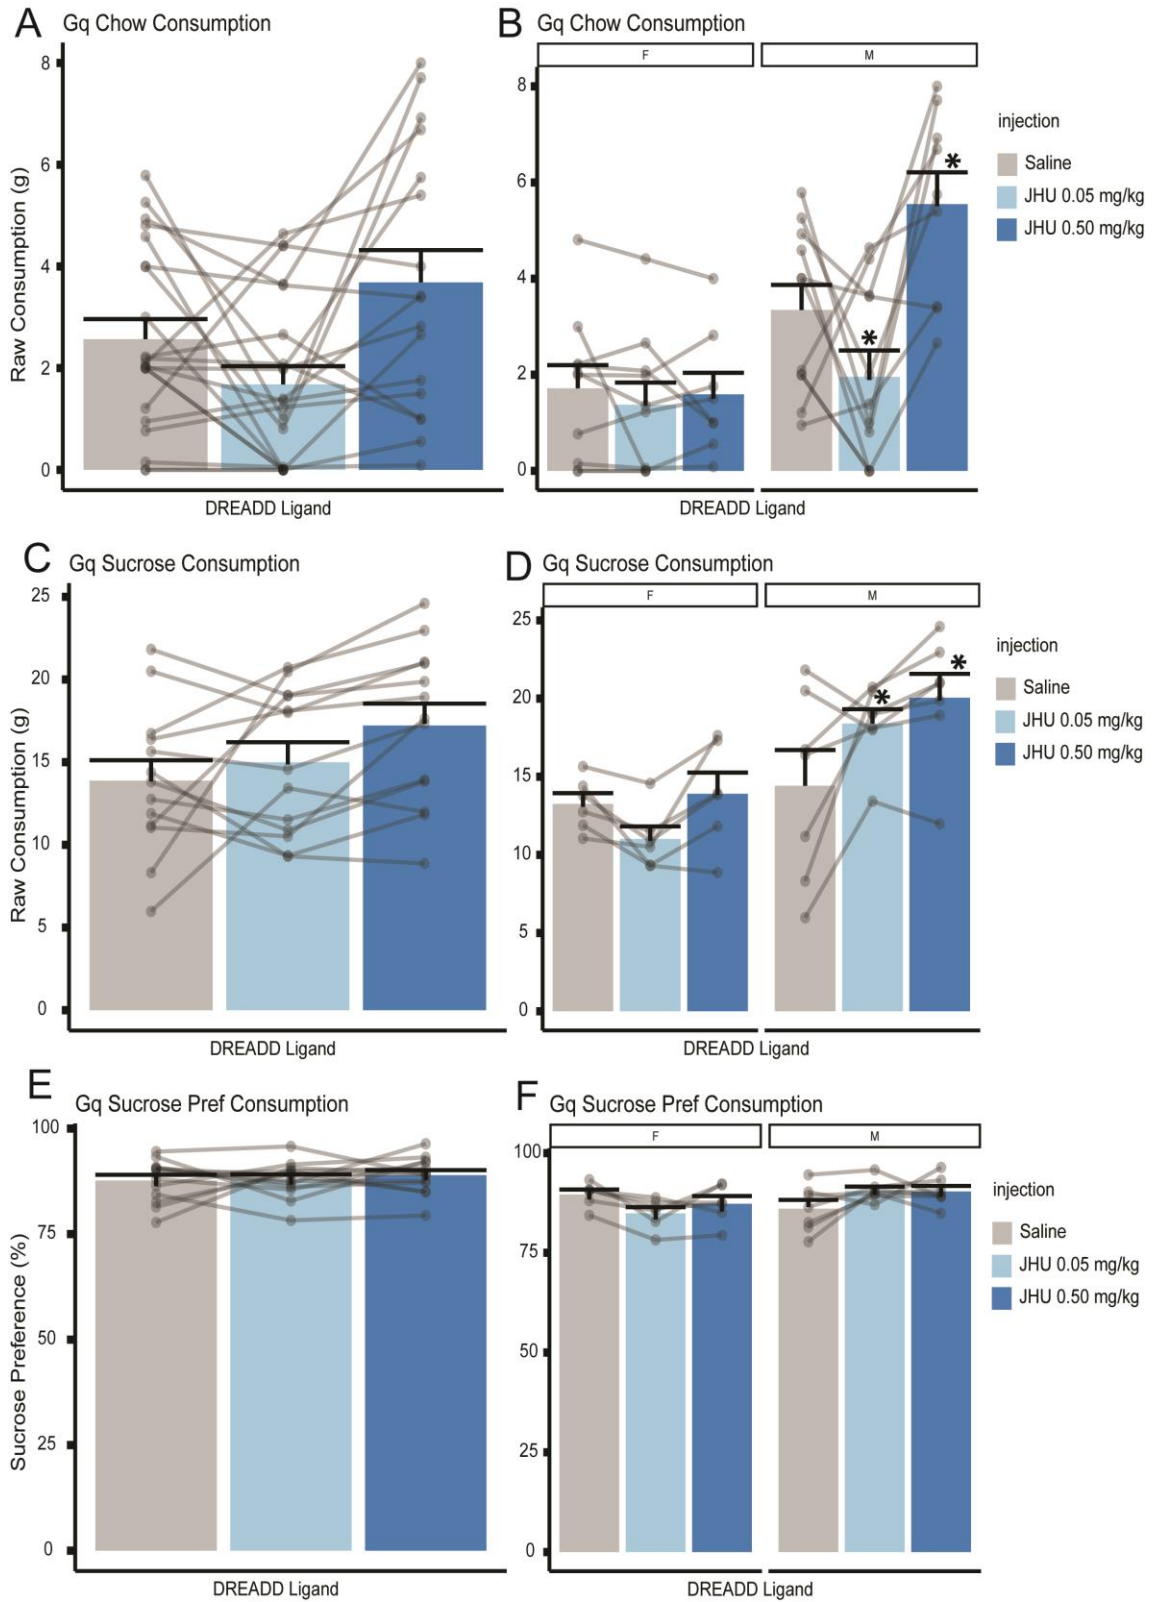 A Gq Chow Consumption
8
6
4
2
0
Raw Consumption (g)
DREADD Ligand
B Gq Chow Consumption
F M
8
6
4
2
0
* *
DREADD Ligand
injection
Saline
JHU 0.05 mg/kg
JHU 0.50 mg/kg
C Gq Sucrose Consumption
25
20
15
10
5
0
Raw Consumption (g)
DREADD Ligand
D Gq Sucrose Consumption
F M
25
20
15
10
5
0
* *
DREADD Ligand
injection
Saline
JHU 0.05 mg/kg
JHU 0.50 mg/kg
E Gq Sucrose Pref Consumption
100
75
50
25
0
Sucrose Preference (%)
DREADD Ligand
F Gq Sucrose Pref Consumption
F M
100
75
50
25
0
DREADD Ligand
injection
Saline
JHU 0.05 mg/kg
JHU 0.50 mg/kg